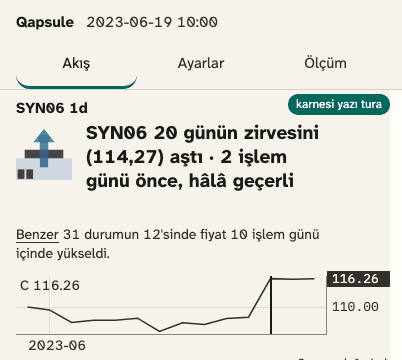 Qapsule 2023-06-19 10:00
Akış Ayarlar Ölçüm
SYN06 1d
karnesi yazı tura
SYN06 20 günün zirvesini
(114,27) aştı · 2 işlem
günü önce, hâlâ geçerli
Benzer 31 durumun 12'sinde fiyat 10 işlem günü
içinde yükseldi.
C 116.26
116.26
110.00
2023-06